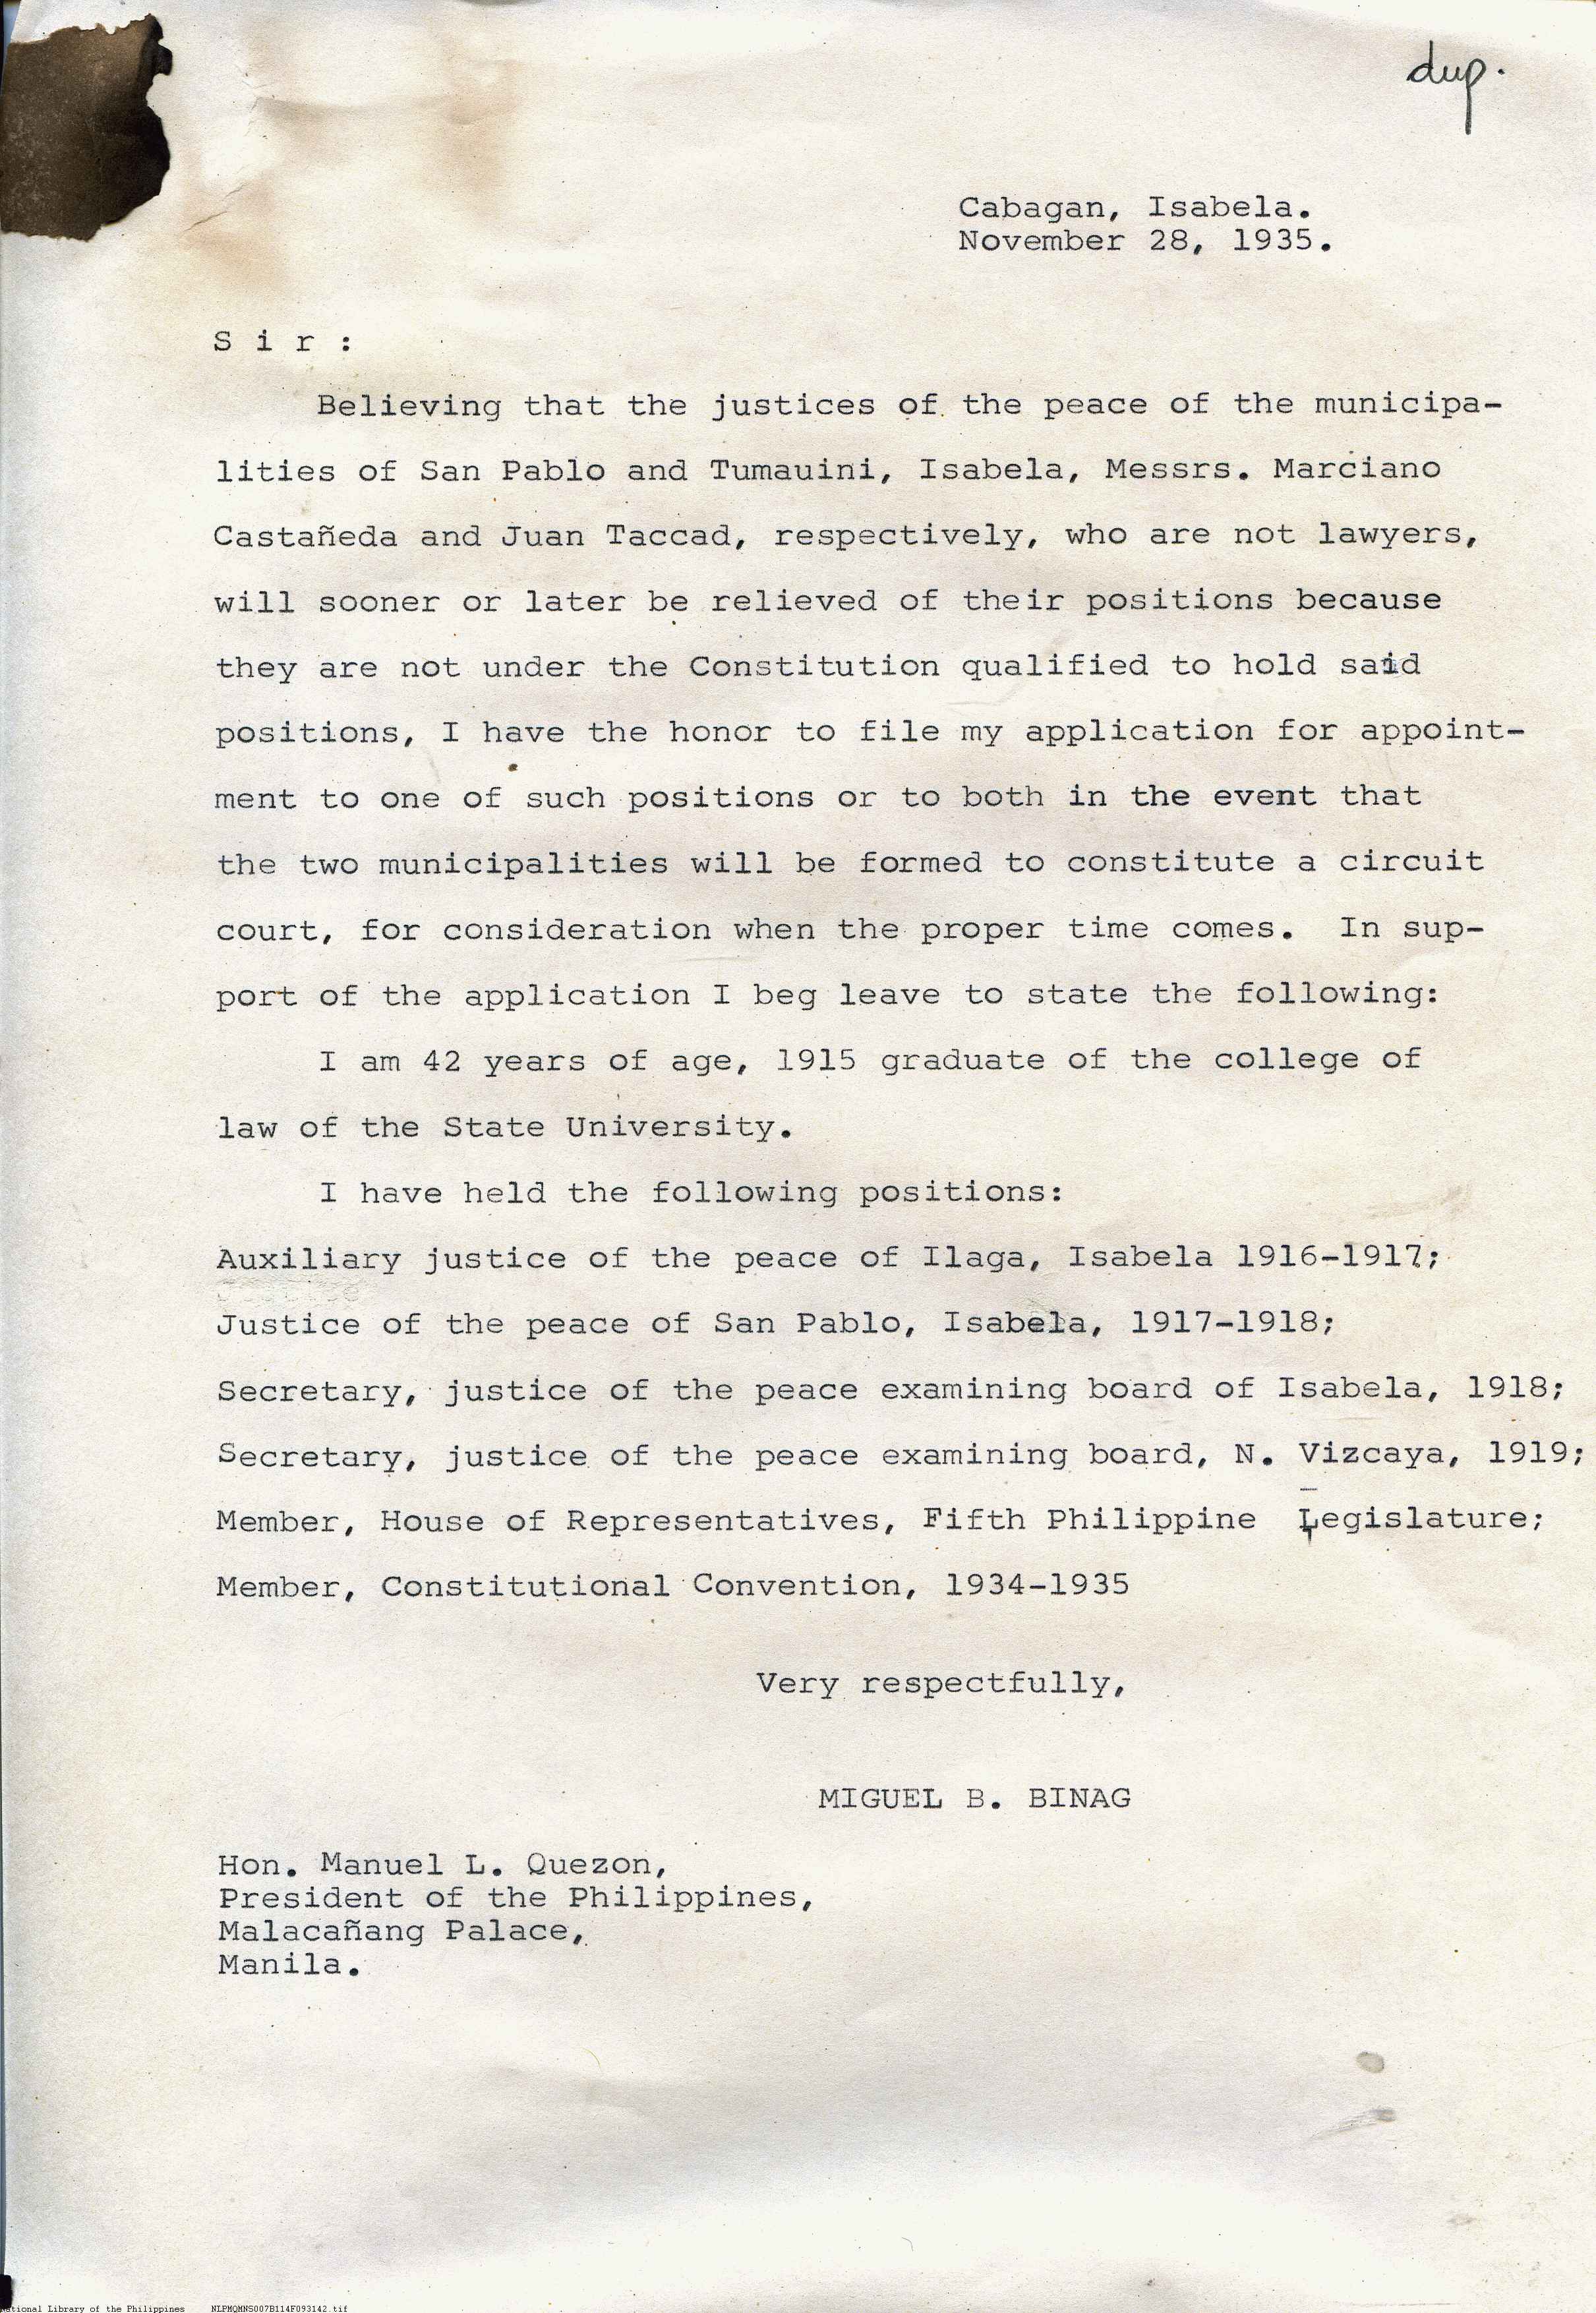 dup.
Cabagan, Isabela.
November 28, 1935.
S i r :
Believing that the justices of the peace of the municipa-
lities of San Pablo and Tumauini, Isabela, Messrs. Marciano
Castañeda and Juan Taccad, respectively, who are not lawyers,
will sooner or later be relieved of their positions because
they are not under the Constitution qualified to hold said
positions, I have the honor to file my application for appoint-
ment to one of such positions or to both in the event that
the two municipalities will be formed to constitute a circuit
court, for consideration when the proper time comes. In sup-
port of the application I beg leave to state the following:
I am 42 years of age, 1915 graduate of the college of
law of the State University.
I have held the following positions:
Auxiliary justice of the peace of Ilaga, Isabela 1916-1917;
Justice of the peace of San Pablo, Isabela, 1917-1918;
Secretary, justice of the peace examining board of Isabela, 1918;
Secretary, justice of the peace examining board, N. Vizcaya, 1919;
Member, House of Representatives, Fifth Philippine Legislature;
Member, Constitutional Convention, 1934-1935
Very respectfully,
MIGUEL B. BINAG
Hon. Manuel L. Quezon,
President of the Philippines,
Malacañang Palace,
Manila.
ational Library of the Philippines NLPMQMNS007B114F093142.tif